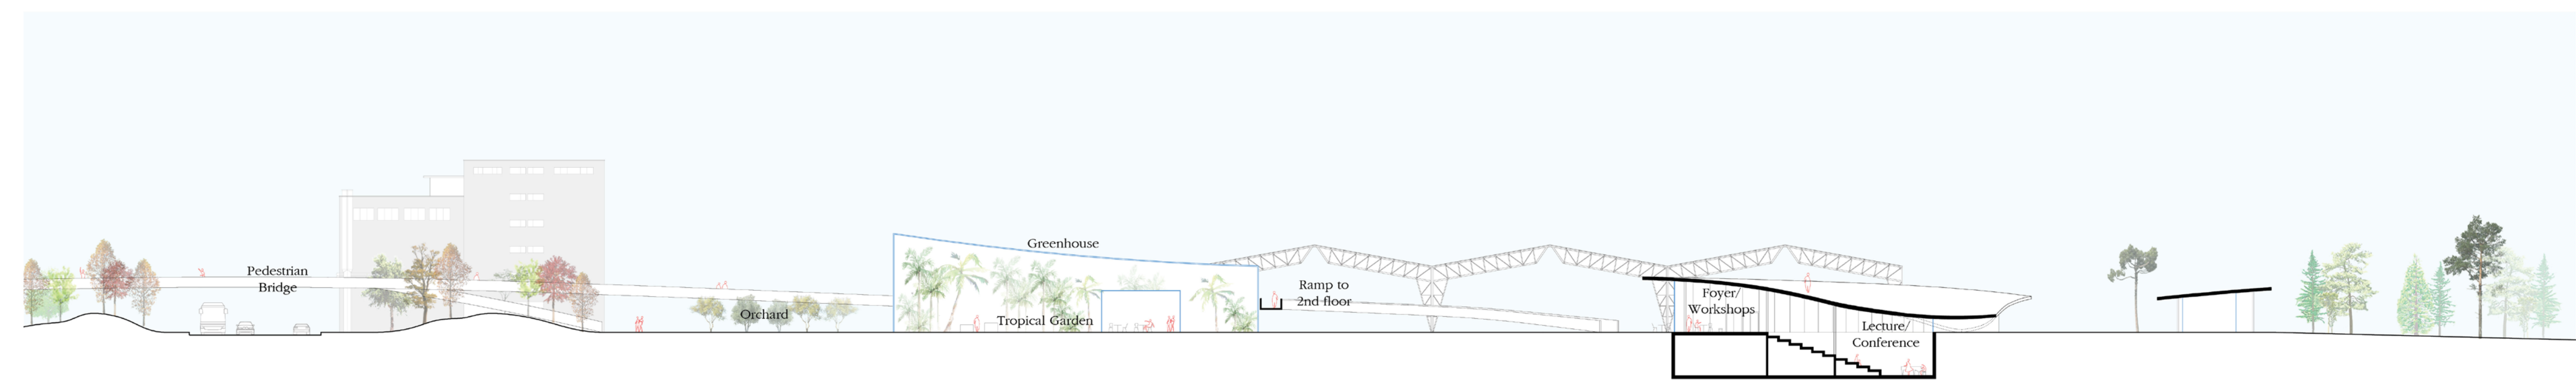 Pedestrian
Bridge
Orchard
Greenhouse
Tropical Garden
Ramp to
2nd floor
Foyer/
Workshops
Lecture/
Conference